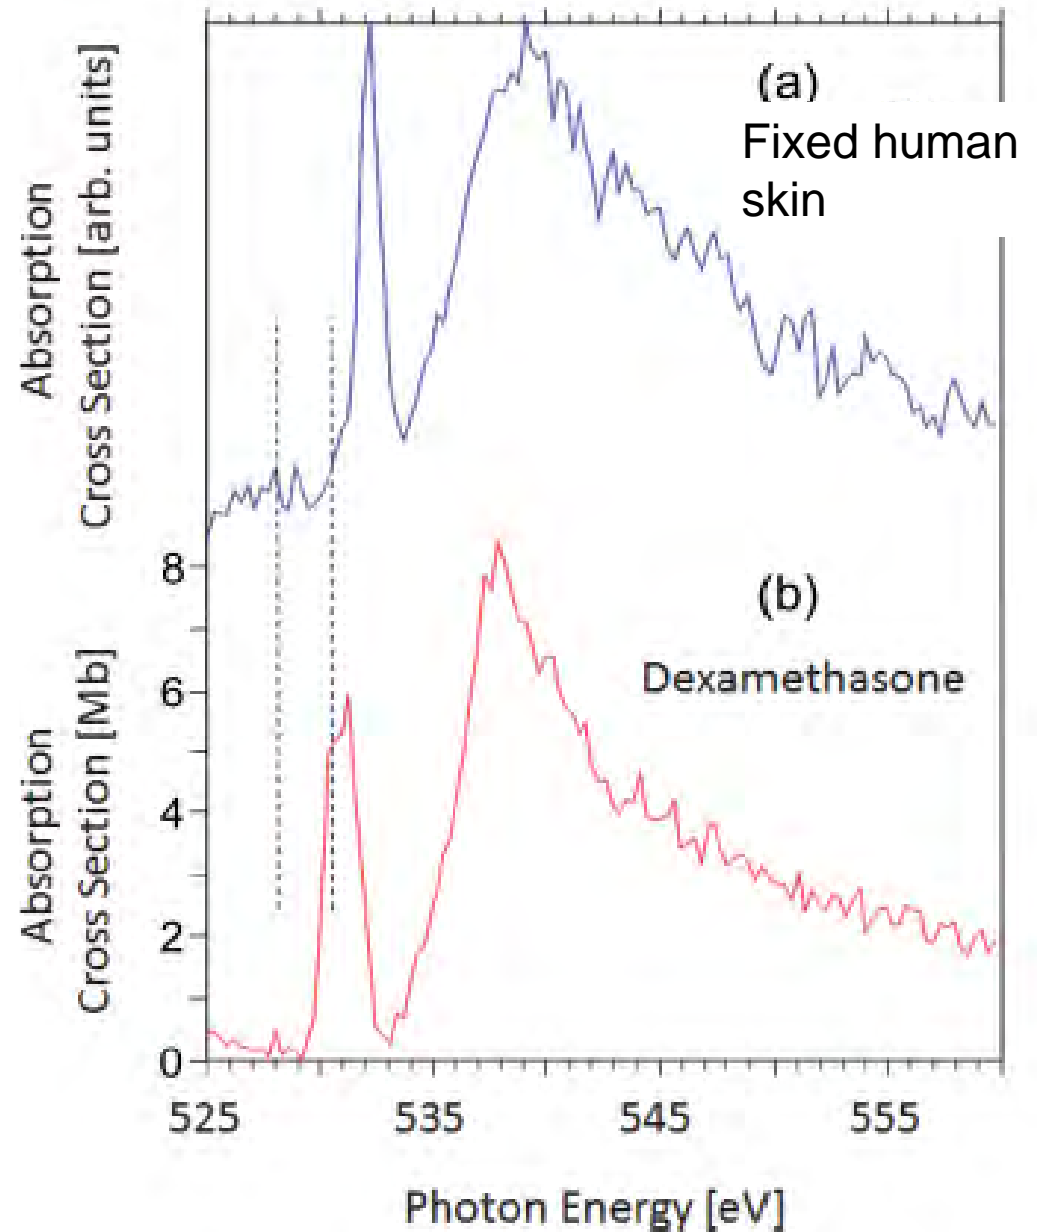 (a)
Fixed human
skin
Absorption
Cross Section [arb. units]
(b)
Dexamethasone
Absorption
Cross Section [Mb]
8
6
4
2
0
525 535 545 555
Photon Energy [eV]